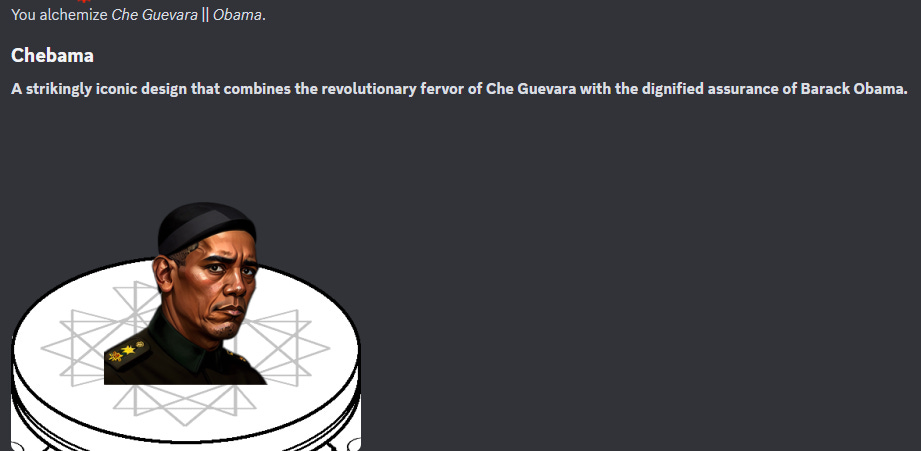 You alchemize Che Guevara || Obama.
Chebama
A strikingly iconic design that combines the revolutionary fervor of Che Guevara with the dignified assurance of Barack Obama.